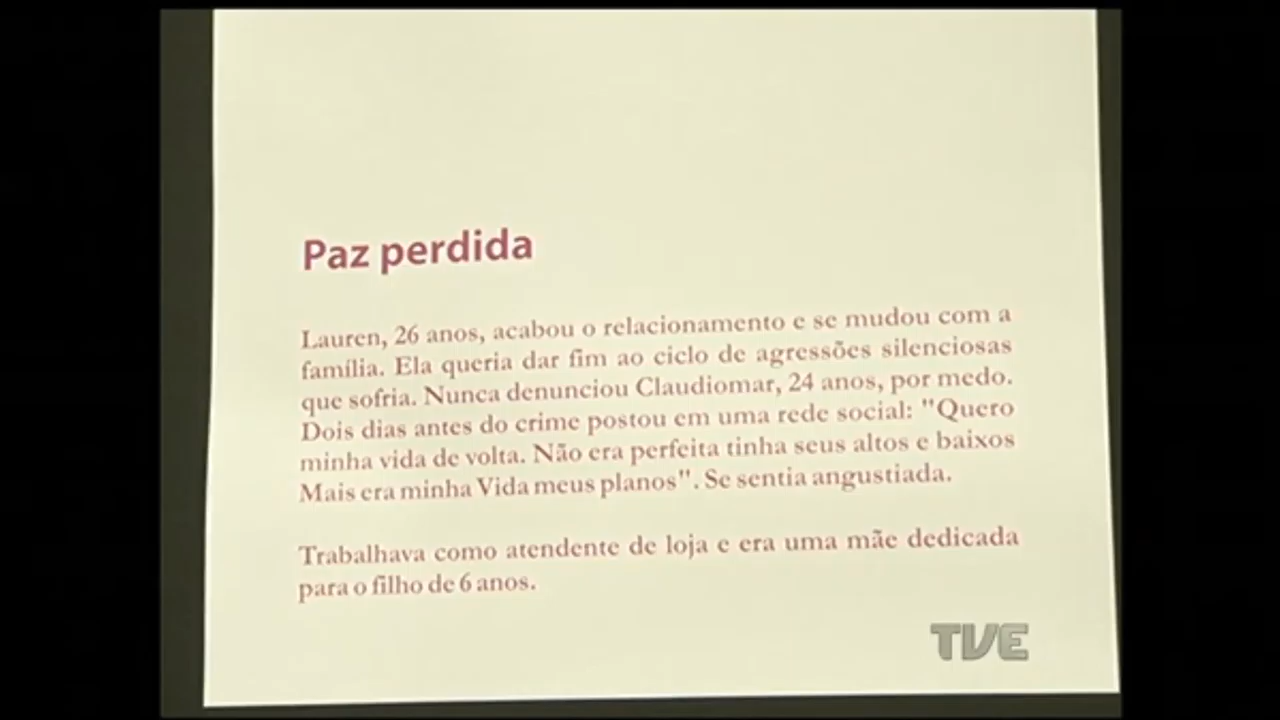 Paz perdida
Lauren, 26 anos, acabou o relacionamento e se mudou com a
família. Ela queria dar fim ao ciclo de agressões silenciosas
que sofria. Nunca denunciou Claudiomar, 24 anos, por medo.
Dois dias antes do crime postou em uma rede social: "Quero
minha vida de volta. Não era perfeita tinha seus altos e baixos
Mais era minha Vida meus planos". Se sentia angustiada.
Trabalhava como atendente de loja e era uma mãe dedicada
para o filho de 6 anos.
TVE